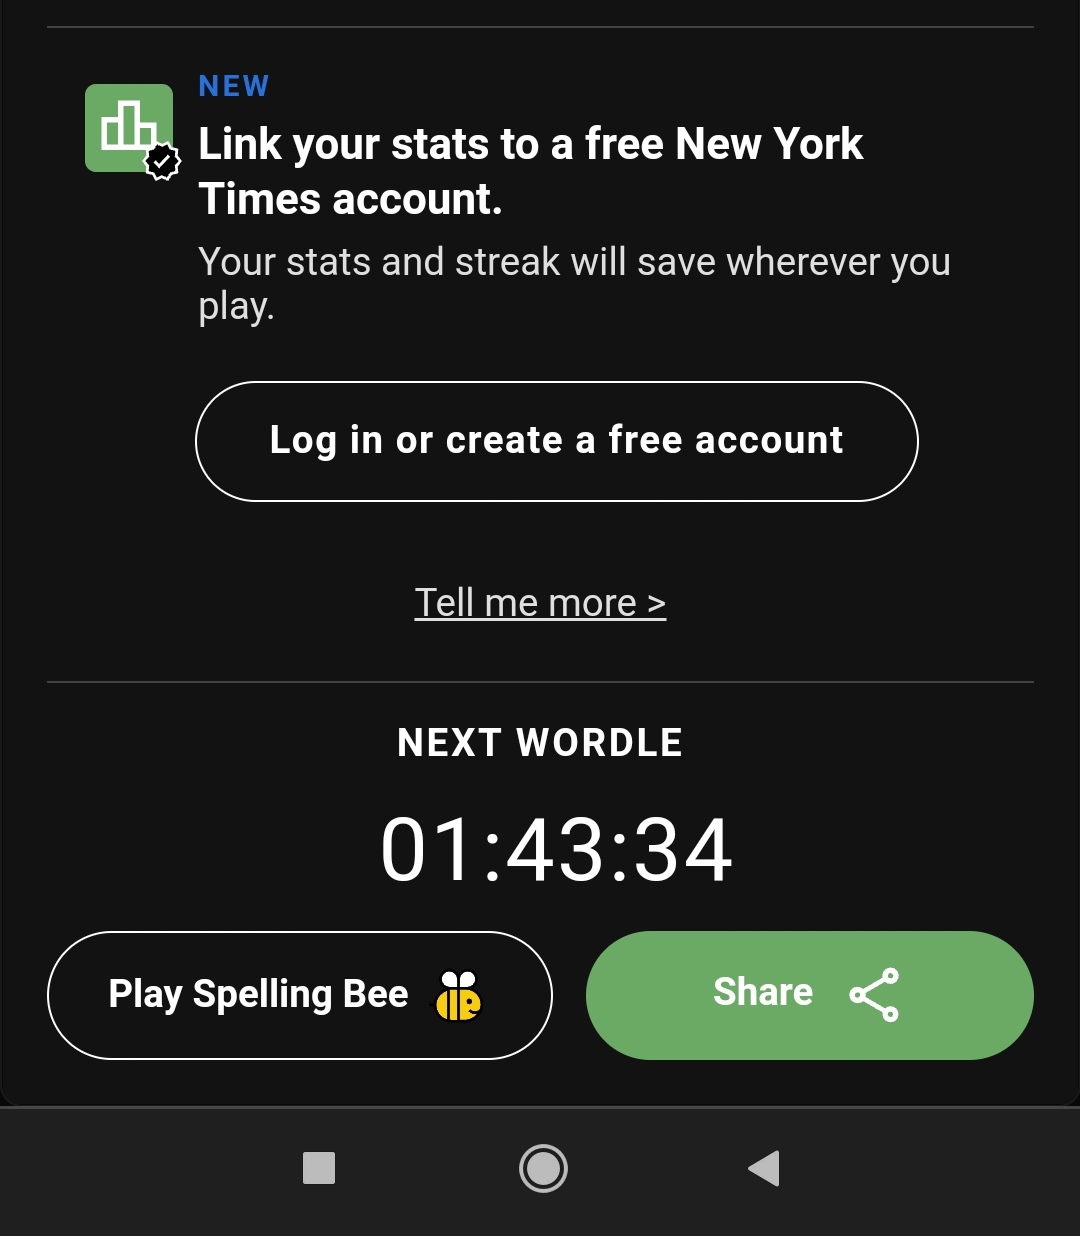 NEW
Link your stats to a free New York
Times account.
Your stats and streak will save wherever you
play.
Log in or create a free account
Tell me more >
NEXT WORDLE
01:43:34
Play Spelling Bee
Share